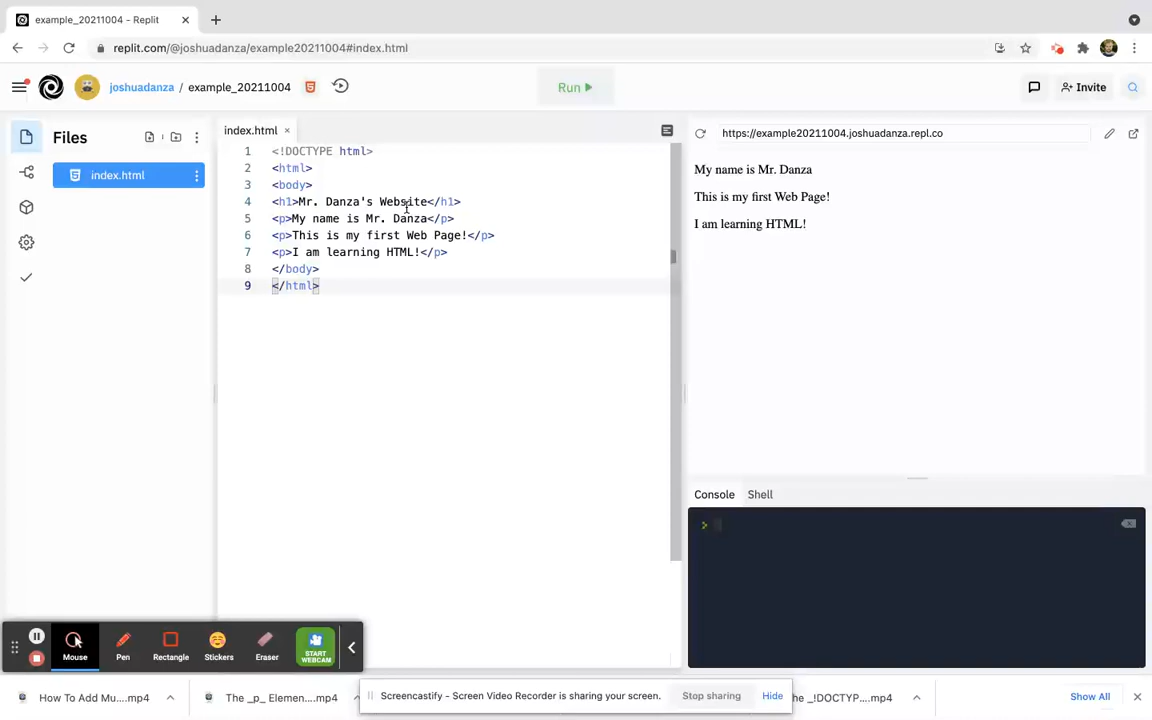 example_20211004 - Replit
replit.com/@joshuadanza/example20211004#index.html
joshuadanza / example_20211004
Run
Invite
Files
index.html
index.html
https://example20211004.joshuadanza.repl.co
1 <!DOCTYPE html>
2 <html>
3 <body>
4 <h1>Mr. Danza's Website</h1>
5 <p>My name is Mr. Danza</p>
6 <p>This is my first Web Page!</p>
7 <p>I am learning HTML!</p>
8 </body>
9 </html>
My name is Mr. Danza
This is my first Web Page!
I am learning HTML!
Console Shell
Mouse Pen Rectangle Stickers Eraser START WEBCAM
How To Add Mu....mp4
The _p_ Elemen....mp4
Screencastify - Screen Video Recorder is sharing your screen.
Stop sharing
Hide
he _!DOCTYP...mp4
Show All